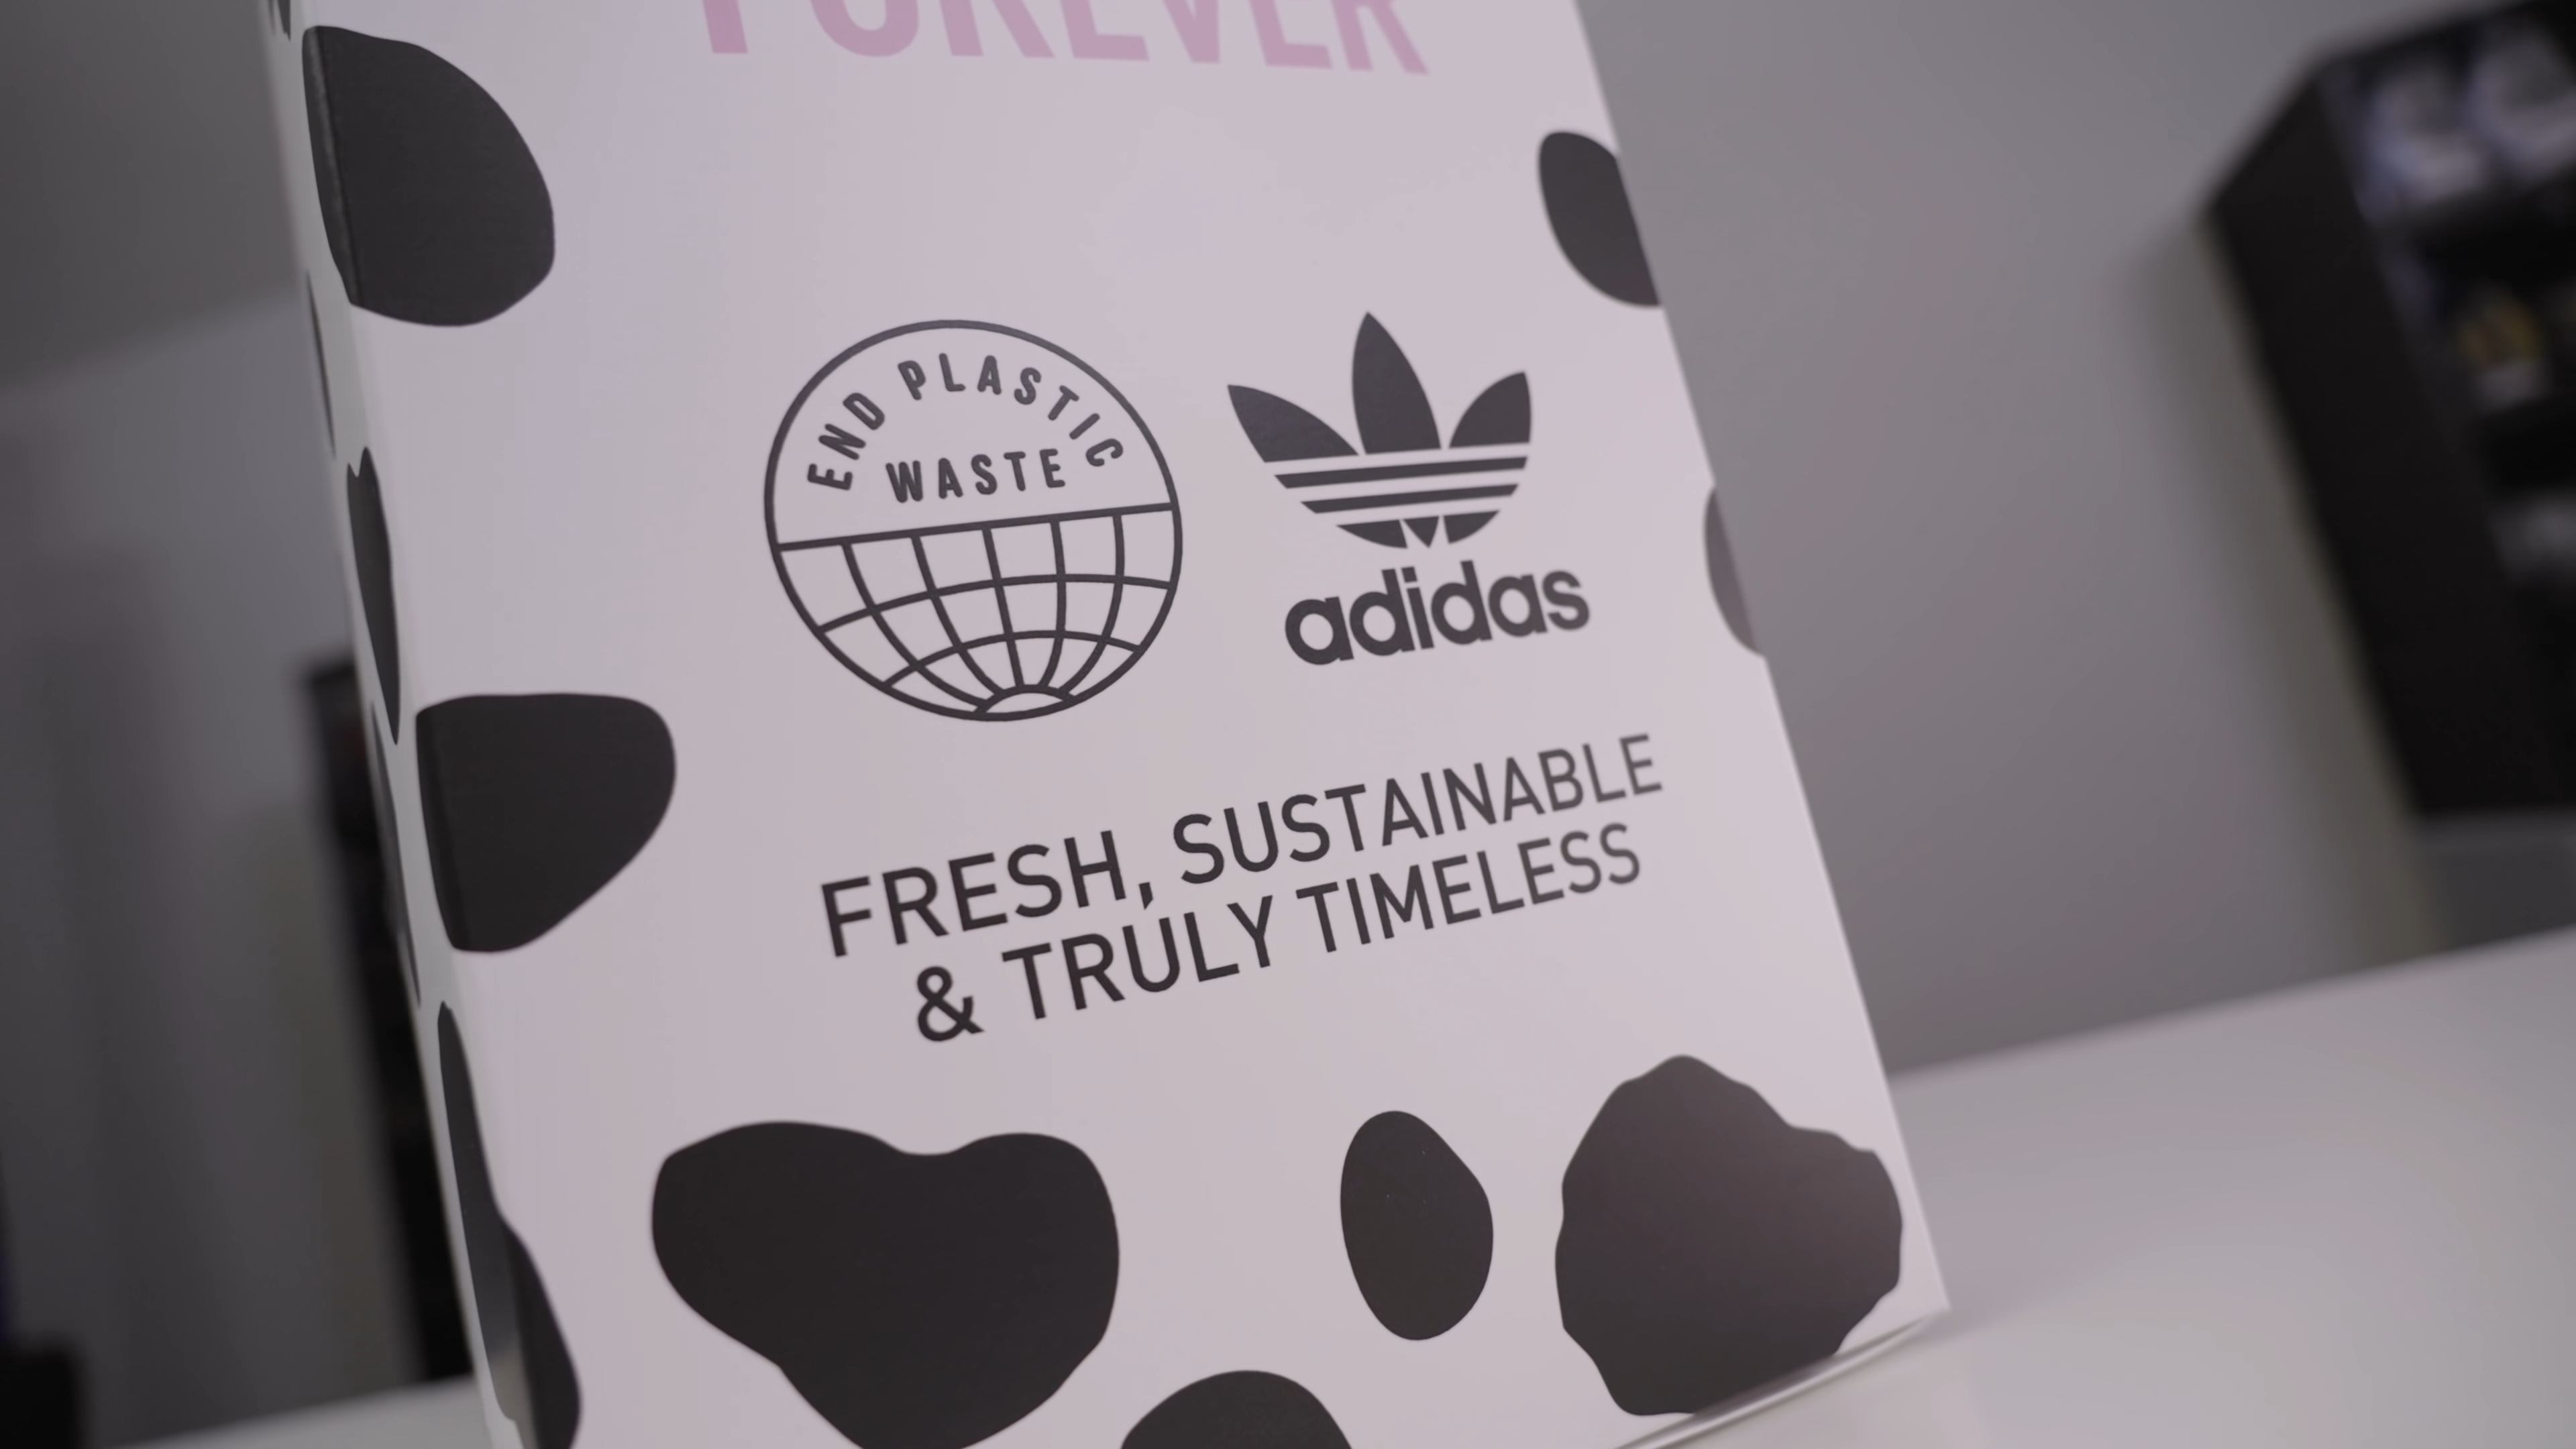 FOREVER
END PLASTIC
WASTE
adidas
FRESH, SUSTAINABLE
& TRULY TIMELESS